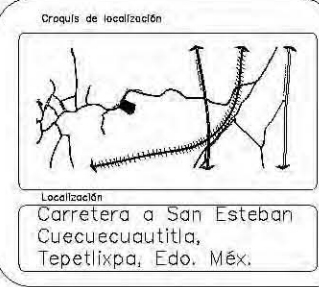 Croquis de localización
Localización
Carretera a San Esteban
Cuecuecuautitla,
Tepetlixpa, Edo. Méx.